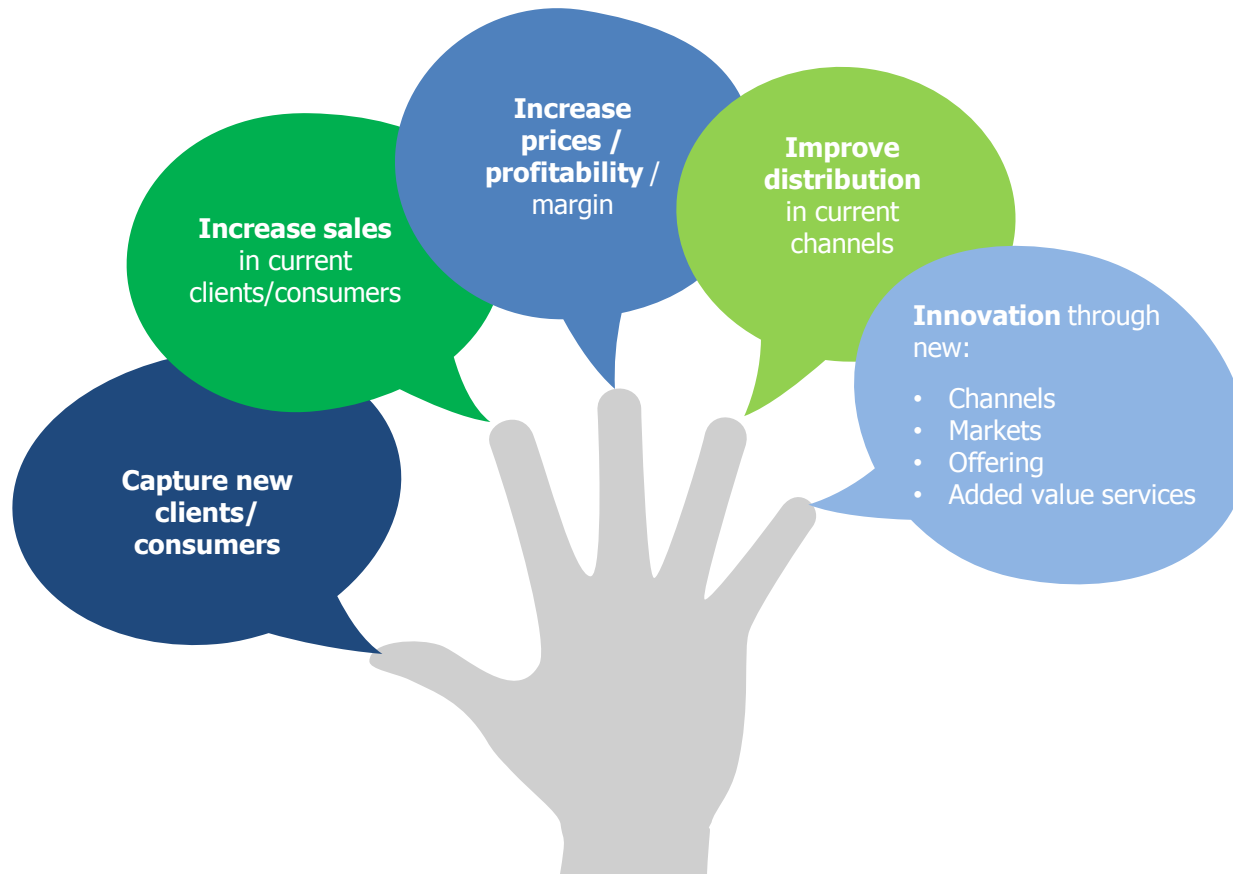 Capture new
clients/
consumers
Increase sales
in current
clients/consumers
Increase
prices /
profitability /
margin
Improve
distribution
in current
channels
Innovation through
new:
• Channels
• Markets
• Offering
• Added value services